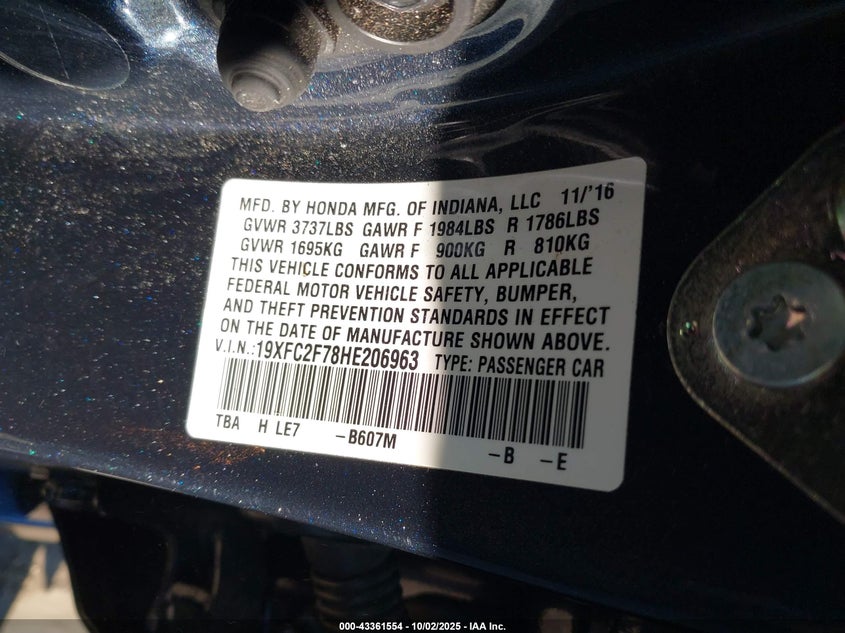 MFD. BY HONDA MFG. OF INDIANA, LLC 11/'16
GVWR 3737LBS GAWR F 1984LBS R 1786LBS
GVWR 1695KG GAWR F 900KG R 810KG
THIS VEHICLE CONFORMS TO ALL APPLICABLE
FEDERAL MOTOR VEHICLE SAFETY, BUMPER,
AND THEFT PREVENTION STANDARDS IN EFFECT
ON THE DATE OF MANUFACTURE SHOWN ABOVE.
V.I.N.:19XFC2F78HE206963 TYPE: PASSENGER CAR
TBA H LE7 -B607M
-B -E
000-43361554 - 10/02/2025 - IAA Inc.